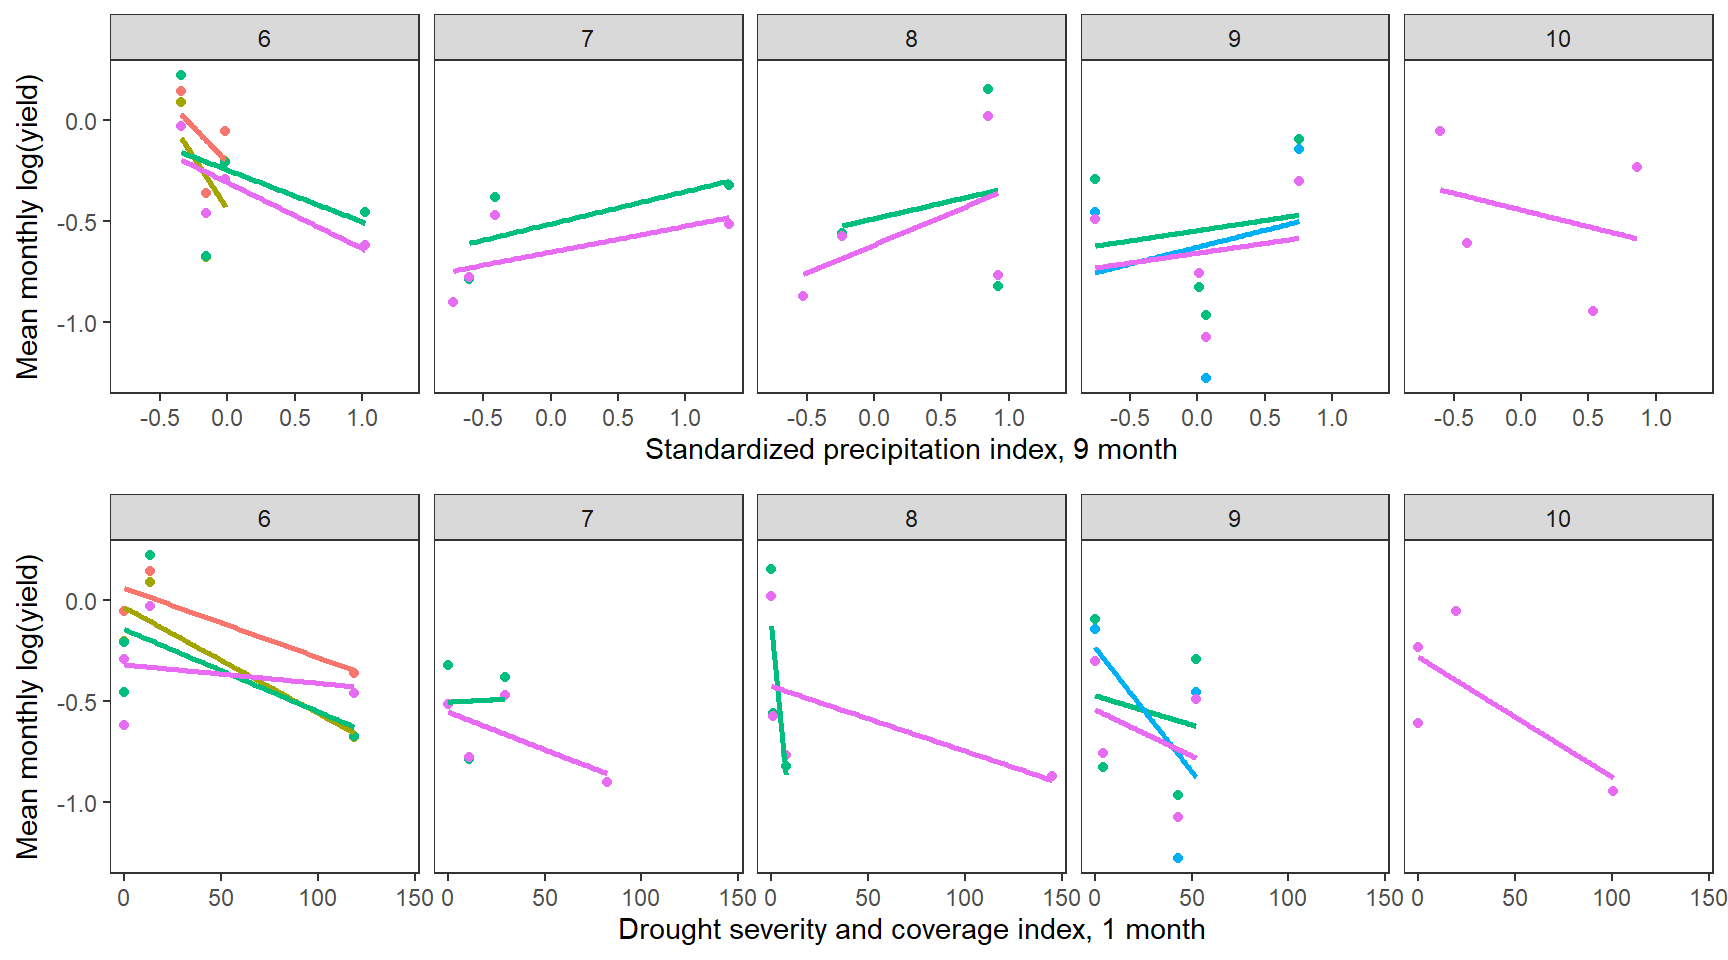 6 7 8 9 10
Mean monthly log(yield)
0.0
-0.5
-1.0
-0.5 0.0 0.5 1.0 -0.5 0.0 0.5 1.0 -0.5 0.0 0.5 1.0 -0.5 0.0 0.5 1.0 -0.5 0.0 0.5 1.0
Standardized precipitation index, 9 month
6 7 8 9 10
Mean monthly log(yield)
0.0
-0.5
-1.0
0 50 100 150 0 50 100 150 0 50 100 150 0 50 100 150 0 50 100 150
Drought severity and coverage index, 1 month